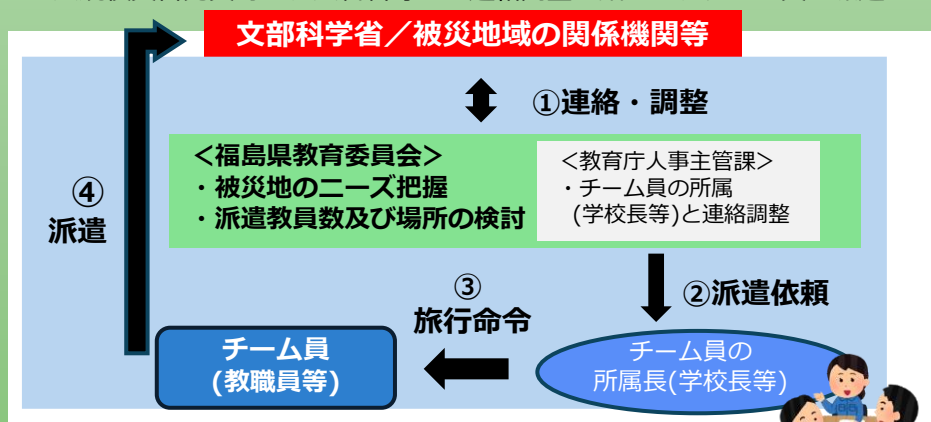 文部科学省／被災地域の関係機関等
①連絡・調整
＜福島県教育委員会＞
・被災地のニーズ把握
・派遣教員数及び場所の検討
＜教育庁人事主管課＞
・チーム員の所属
(学校長等)と連絡調整
②派遣依頼
チーム員の
所属長(学校長等)
③
旅行命令
チーム員
(教職員等)
④
派遣